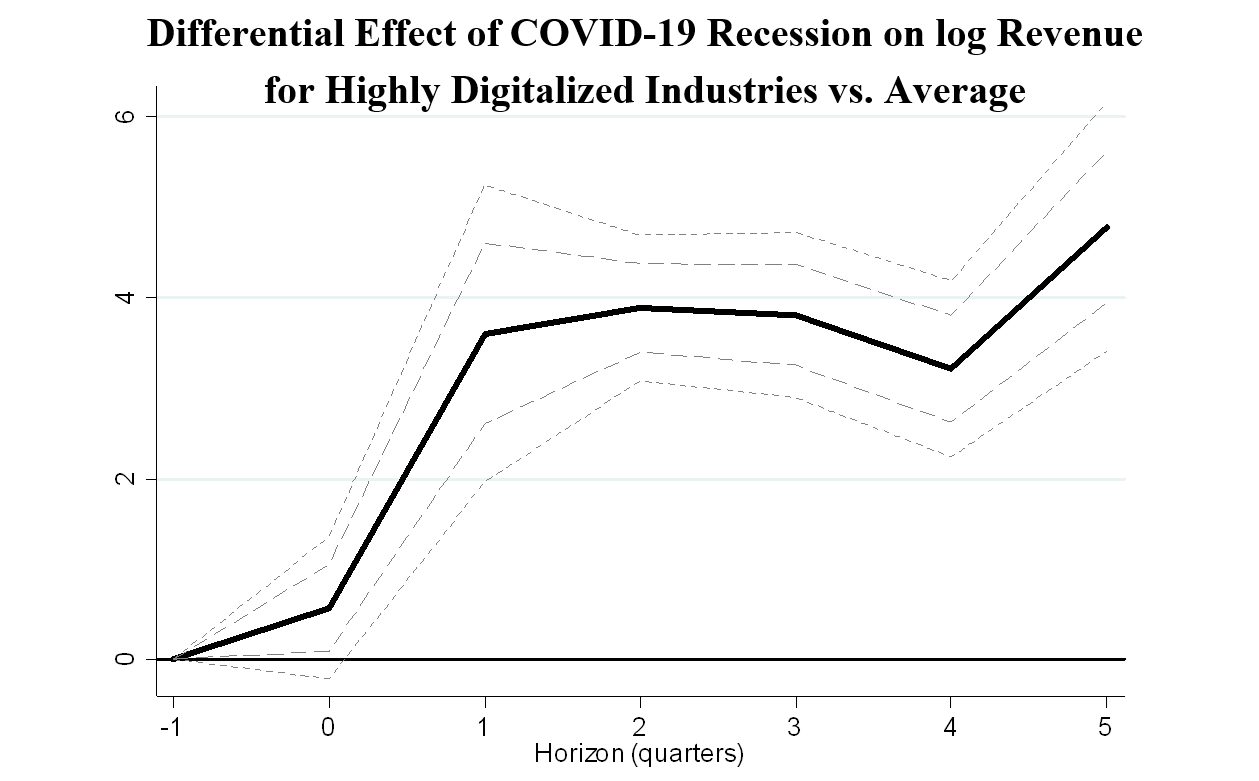 Differential Effect of COVID-19 Recession on log Revenue
for Highly Digitalized Industries vs. Average
6
4
2
0
-1 0 1 2 3 4 5
Horizon (quarters)